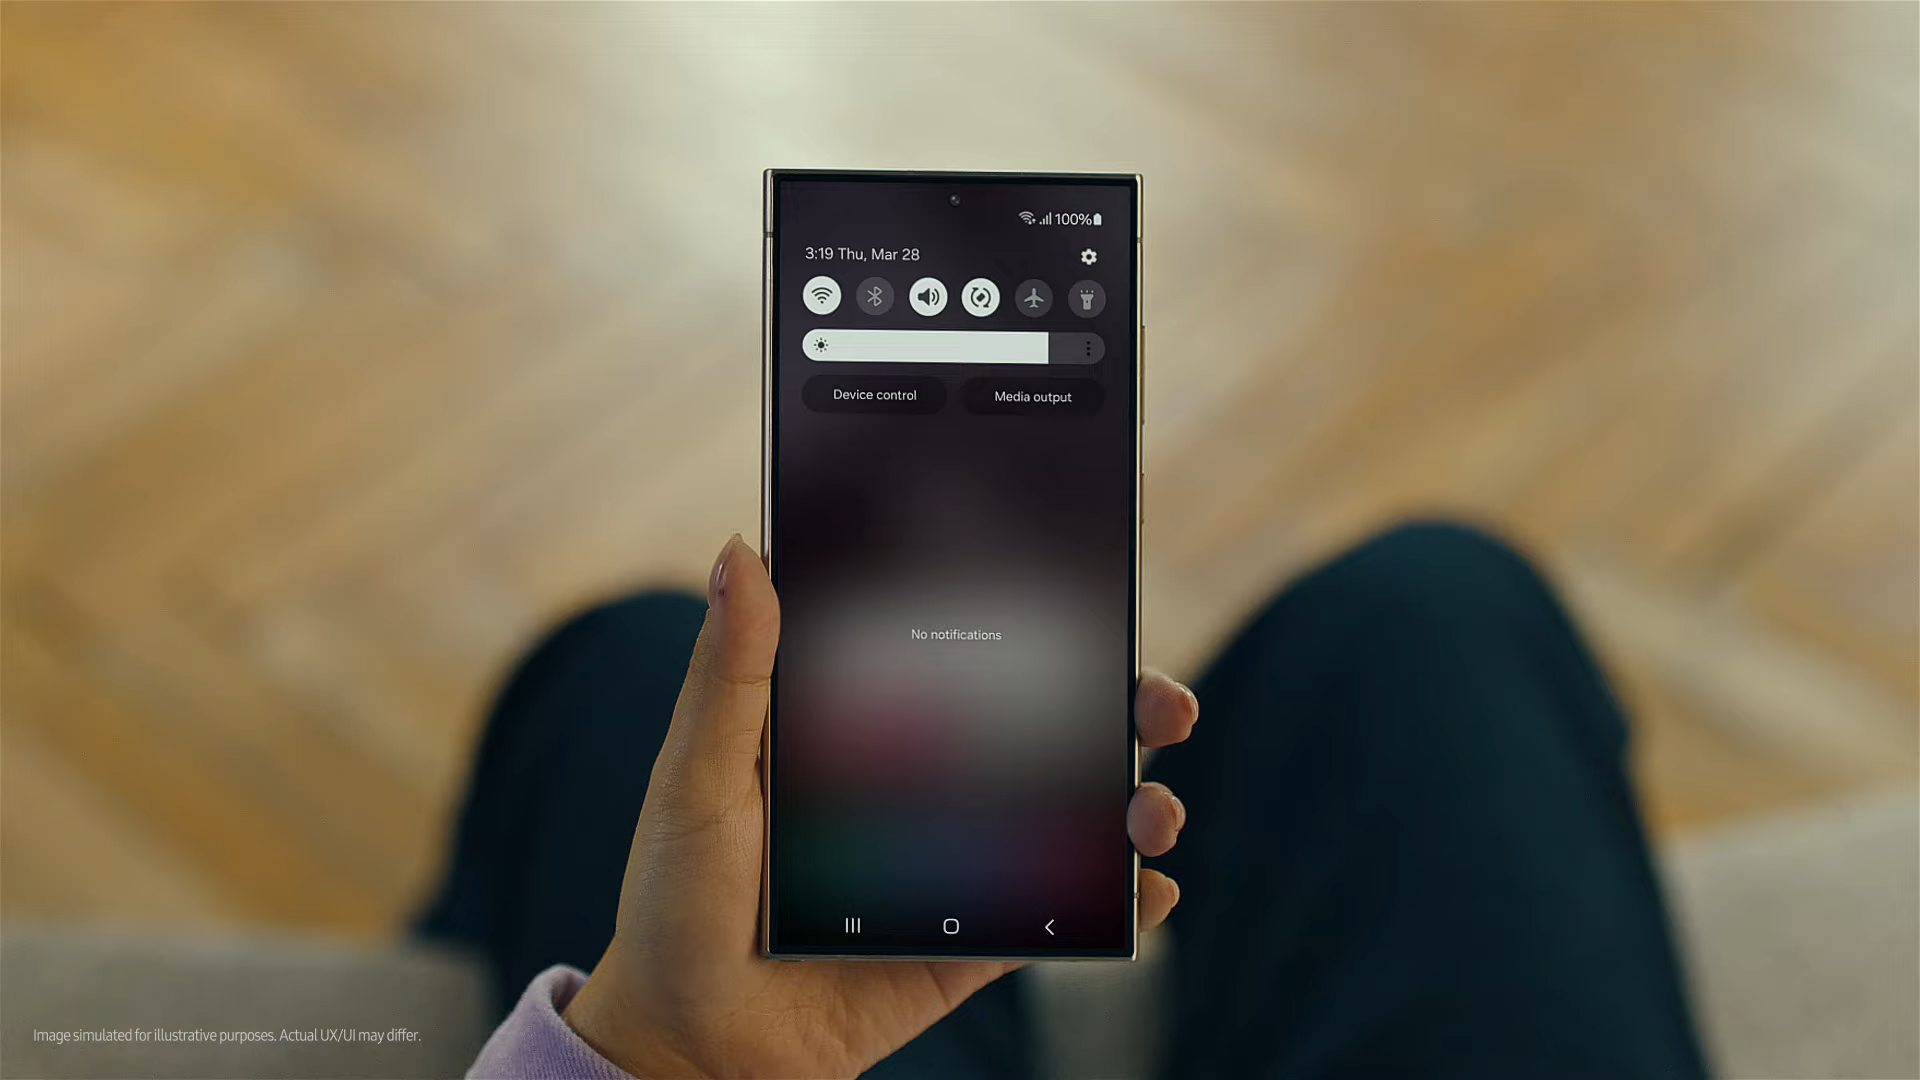 100%
3:19 Thu, Mar 28
Device control
Media output
No notifications
Image simulated for illustrative purposes. Actual UX/UI may differ.